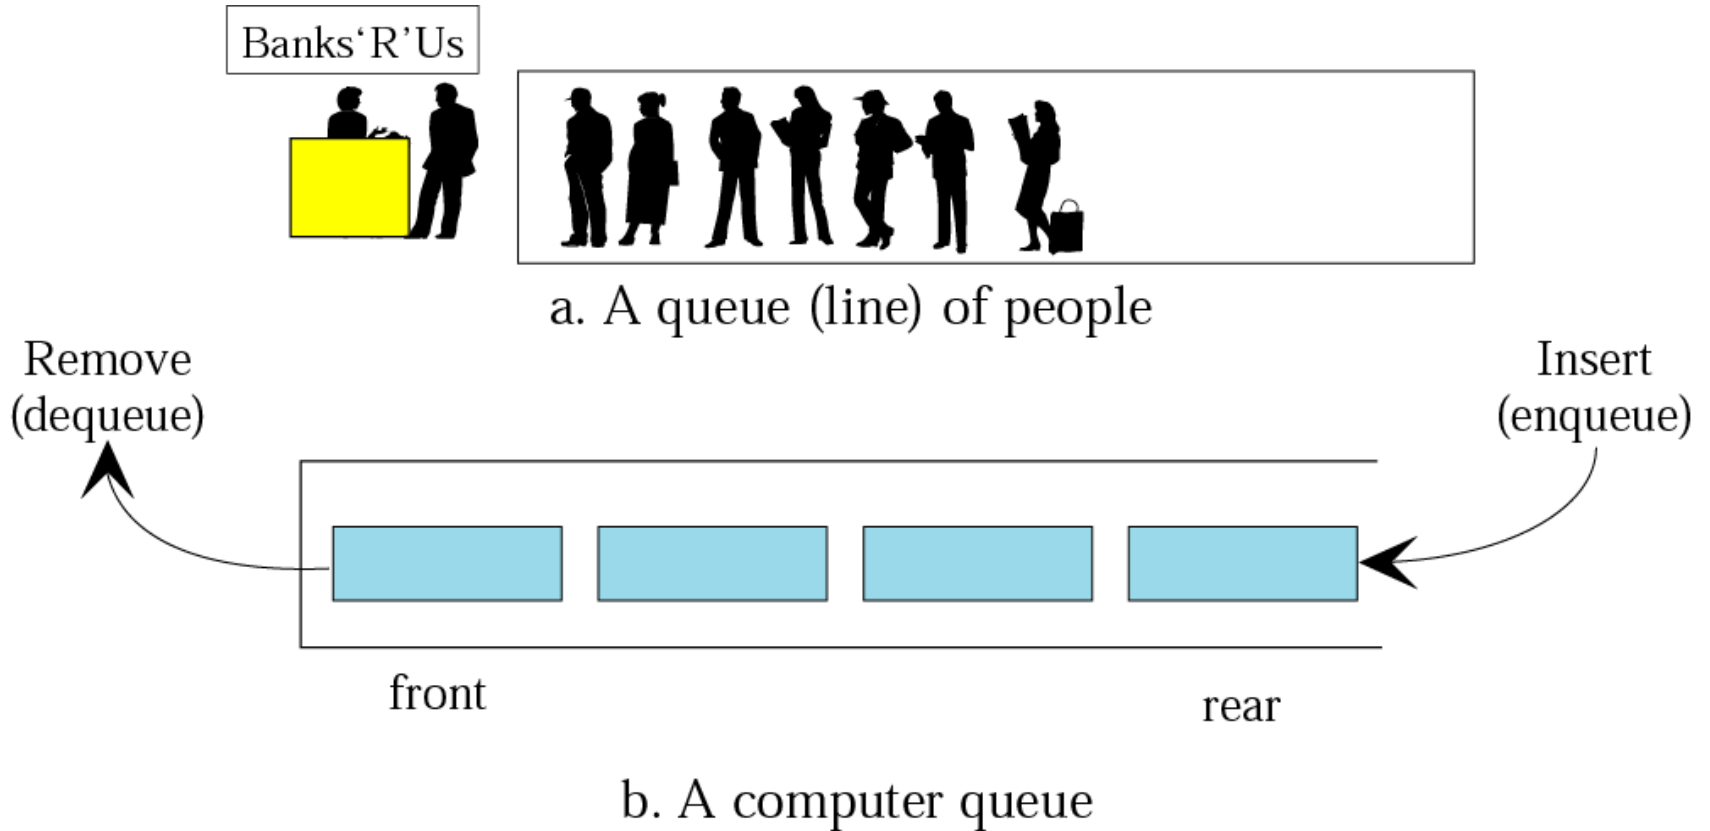 Banks‘R’Us
a. A queue (line) of people
Remove
(dequeue)
Insert
(enqueue)
front
rear
b. A computer queue